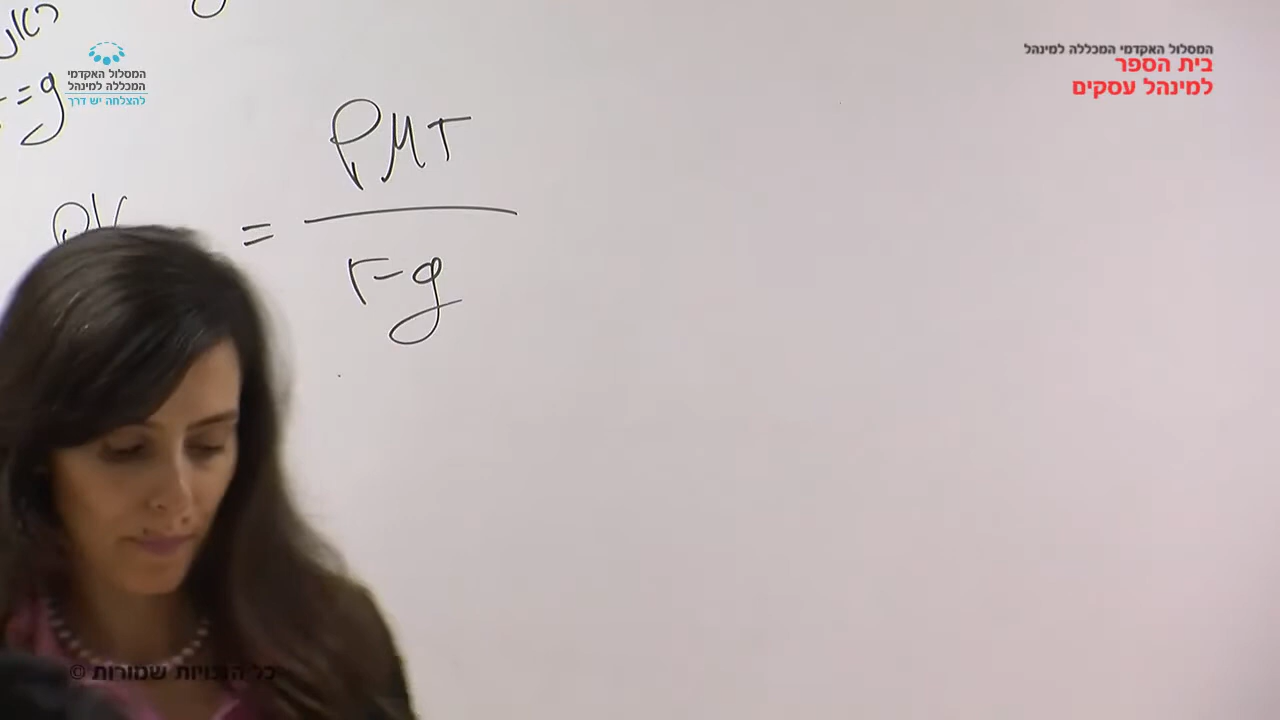 המסלול האקדמי המכללה למינהל
בית הספר
למינהל עסקים
המסלול האקדמי
המכללה למינהל
להצלחה יש דרך
= g
PV = PMT
r-g
כל הזכויות שמורות ©